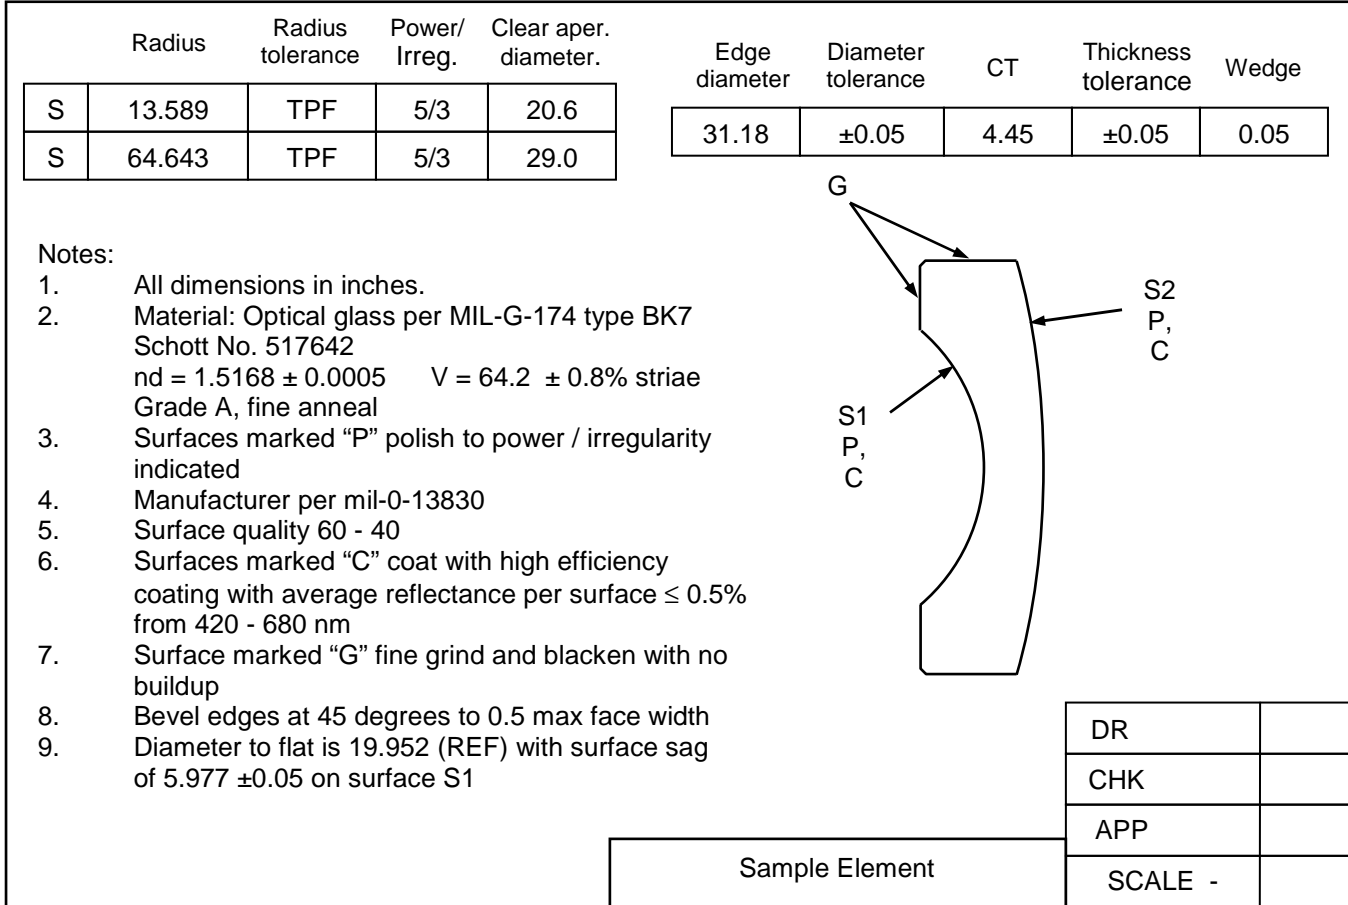 Radius Radius tolerance Power/ Irreg. Clear aper. diameter.
S 13.589 TPF 5/3 20.6
S 64.643 TPF 5/3 29.0
Edge diameter Diameter tolerance CT Thickness tolerance Wedge
31.18 ±0.05 4.45 ±0.05 0.05
G
Notes:
1. All dimensions in inches.
2. Material: Optical glass per MIL-G-174 type BK7
Schott No. 517642
nd = 1.5168 ± 0.0005 V = 64.2 ± 0.8% striae
Grade A, fine anneal
3. Surfaces marked “P” polish to power / irregularity
indicated
4. Manufacturer per mil-0-13830
5. Surface quality 60 - 40
6. Surfaces marked “C” coat with high efficiency
coating with average reflectance per surface ≤ 0.5%
from 420 - 680 nm
7. Surface marked “G” fine grind and blacken with no
buildup
8. Bevel edges at 45 degrees to 0.5 max face width
9. Diameter to flat is 19.952 (REF) with surface sag
of 5.977 ±0.05 on surface S1
S1
P,
C
S2
P,
C
DR
CHK
APP
SCALE -
Sample Element